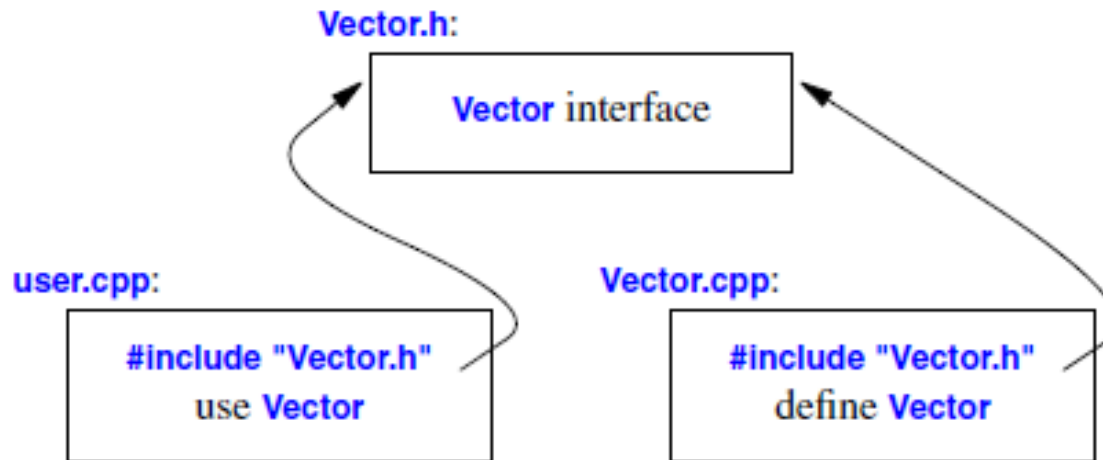 Vector.h:
Vector interface
user.cpp:
#include "Vector.h"
use Vector
Vector.cpp:
#include "Vector.h"
define Vector